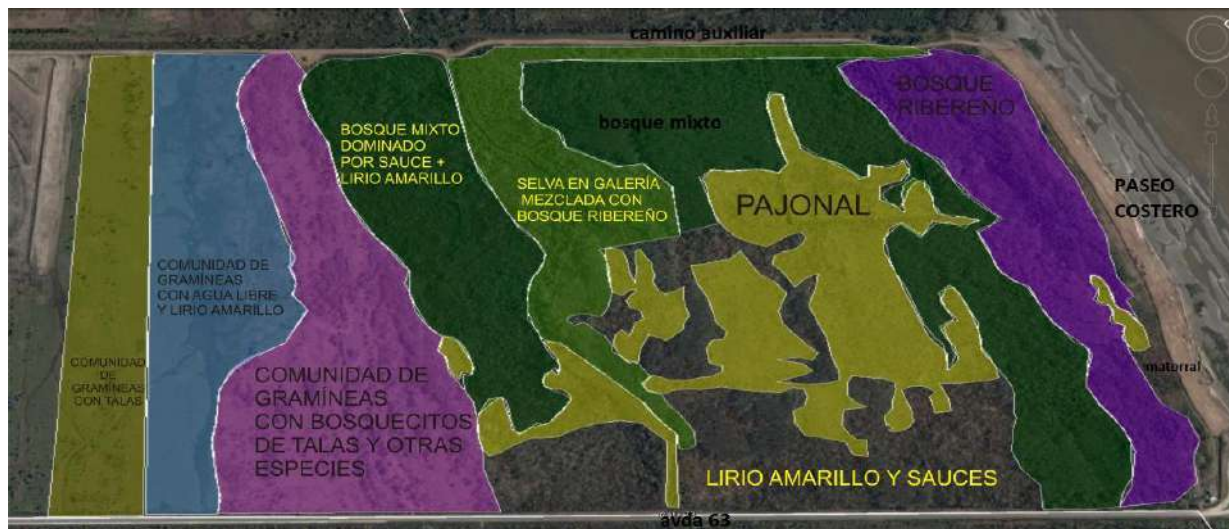 camino auxiliar
BOSQUE
RIBEREÑO
bosque mixto
BOSQUE MIXTO
DOMINADO
POR SAUCE +
LIRIO AMARILLO
SELVA EN GALERÍA
MEZCLADA CON
BOSQUE RIBEREÑO
PASEO
COSTERO
PAJONAL
COMUNIDAD DE
GRAMÍNEAS
CON AGUA LIBRE
Y LIRIO AMARILLO
COMUNIDAD
DE
GRAMÍNEAS
CON TALAS
COMUNIDAD DE
GRAMÍNEAS
CON BOSQUECITOS
DE TALAS Y OTRAS
ESPECIES
matorral
LIRIO AMARILLO Y SAUCES
avda 63